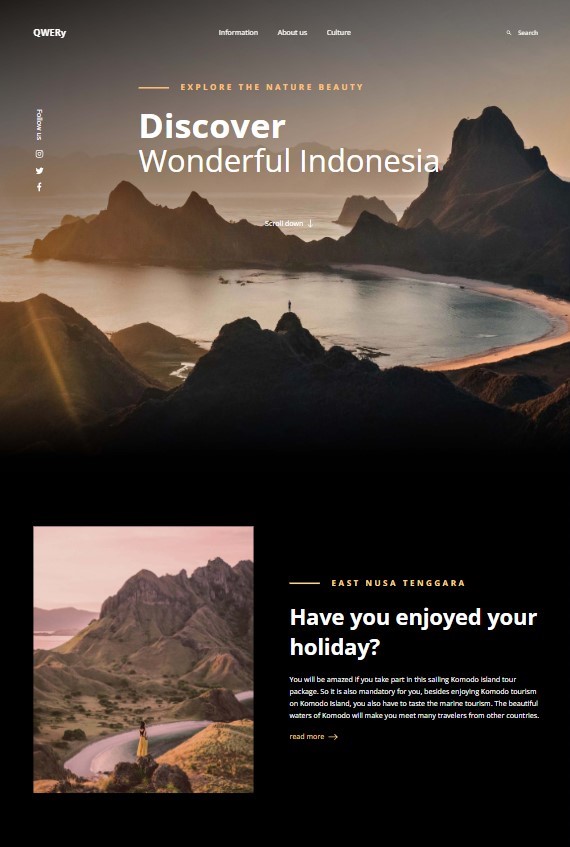 QWERy
Information
About us
Culture
Search
EXPLORE THE NATURE BEAUTY
Follow us
Discover
Wonderful Indonesia
Scroll down
EAST NUSA TENGGARA
Have you enjoyed your
holiday?
You will be amazed if you take part in this sailing Komodo Island tour
package. So it is also mandatory for you, besides enjoying Komodo tourism
on Komodo Island, you also have to taste the marine tourism. The beautiful
waters of Komodo will make you meet many travelers from other countries.
read more